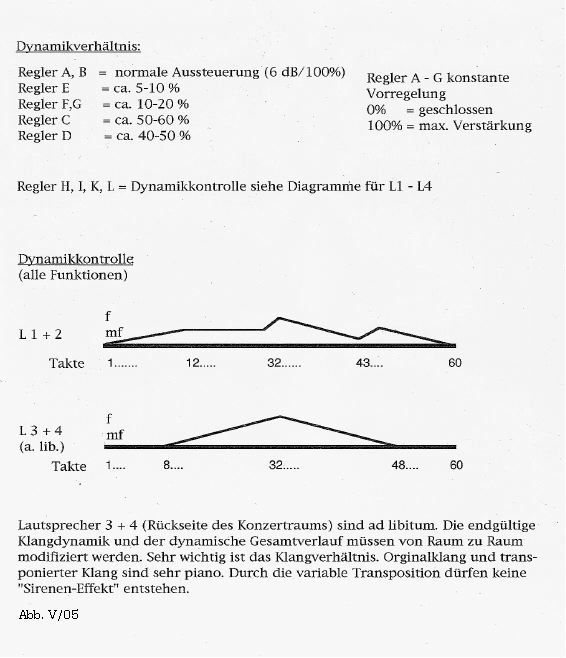 Dynamikverhältnis:
Regler A, B = normale Aussteuerung (6 dB/100%)
Regler E = ca. 5-10 %
Regler F,G = ca. 10-20 %
Regler C = ca. 50-60 %
Regler D = ca. 40-50 %
Regler A - G konstante
Vorregelung
0% = geschlossen
100% = max. Verstärkung
Regler H, I, K, L = Dynamikkontrolle siehe Diagramme für L1 - L4
Dynamikkontrolle
(alle Funktionen)
f
L 1 + 2 mf
Takte 1....... 12..... 32...... 43.... 60
f
L 3 + 4 mf
(a. lib.)
Takte 1.... 8.... 32..... 48.... 60
Lautsprecher 3 + 4 (Rückseite des Konzertraums) sind ad libitum. Die endgültige
Klangdynamik und der dynamische Gesamtverlauf müssen von Raum zu Raum
modifiziert werden. Sehr wichtig ist das Klangverhältnis. Orginalklang und trans-
ponierter Klang sind sehr piano. Durch die variable Transposition dürfen keine
"Sirenen-Effekt" entstehen.
Abb. V/05